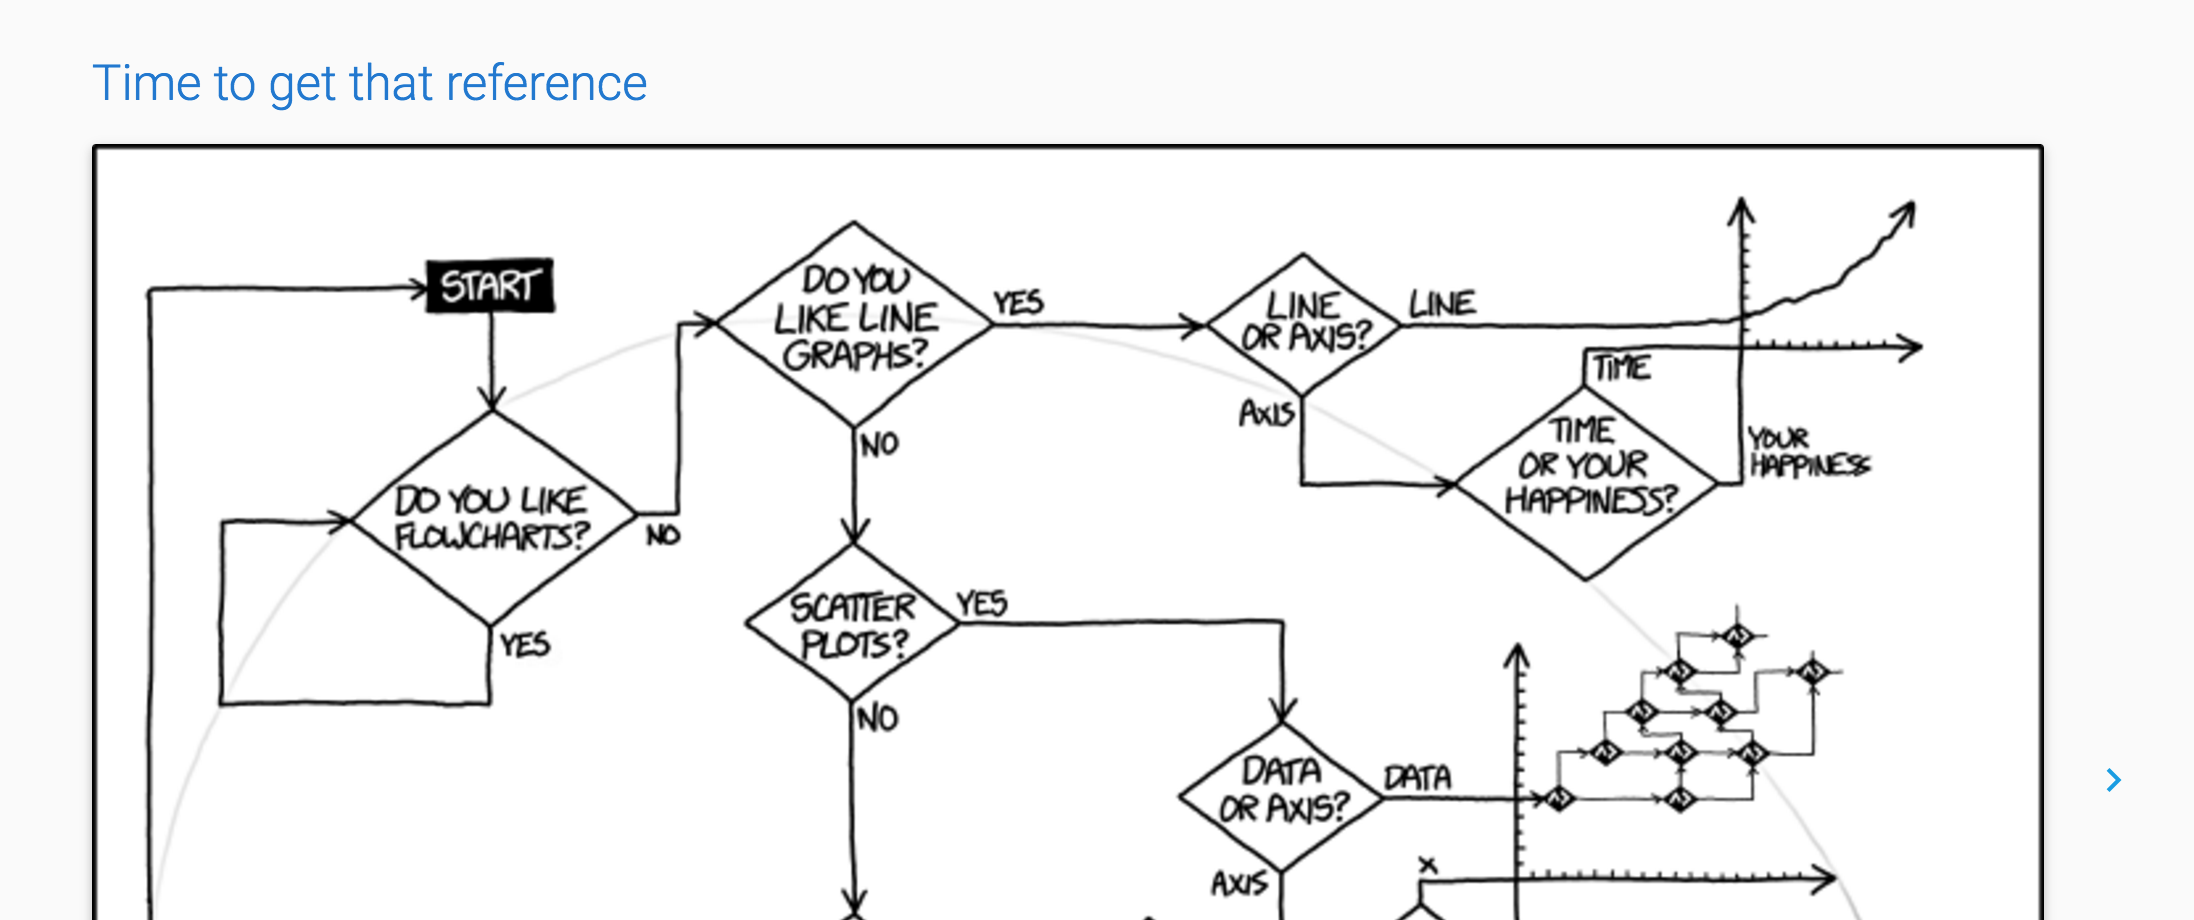 Time to get that reference
START
DO YOU
LIKE LINE
GRAPHS?
YES
LINE
OR AXIS?
LINE
TIME
AXIS
NO
TIME
OR YOUR
HAPPINESS?
YOUR
HAPPINESS
DO YOU LIKE
FLOWCHARTS?
NO
YES
SCATTER
PLOTS?
YES
NO
DATA
OR AXIS?
DATA
AXIS
X